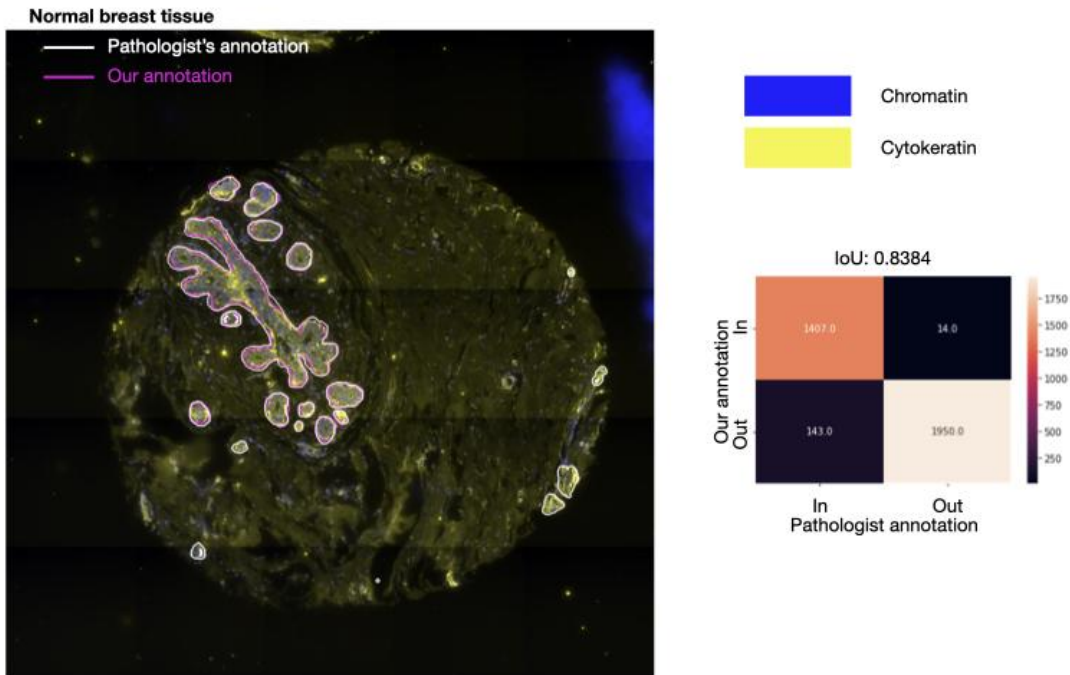 Normal breast tissue
Pathologist's annotation
Our annotation
Chromatin
Cytokeratin
IoU: 0.8384
1407.0
14.0
143.0
1950.0
1750
1500
1250
1000
750
500
250
Our annotation
In
Out
In
Out
Pathologist annotation